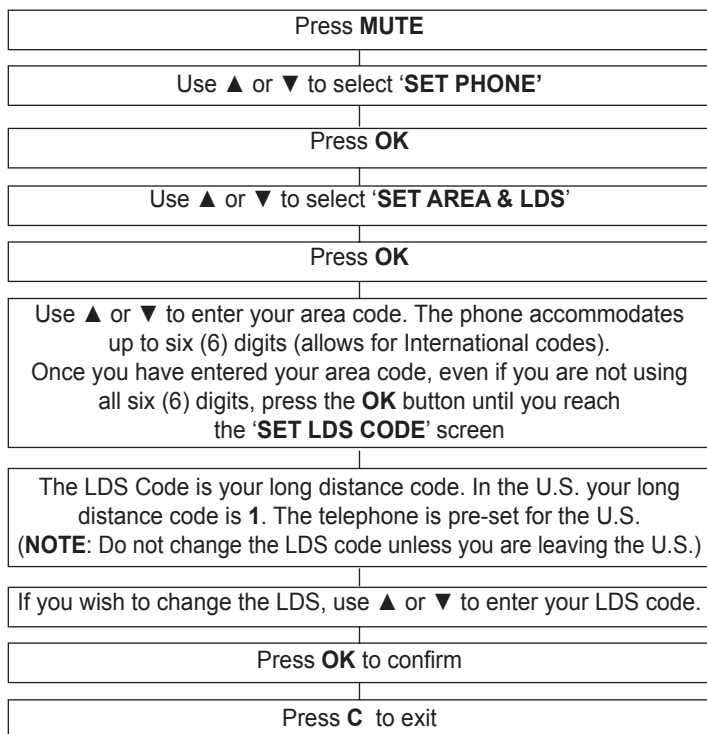 Press MUTE
Use ▲ or ▼ to select ‘SET PHONE’
Press OK
Use ▲ or ▼ to select ‘SET AREA & LDS’
Press OK
Use ▲ or ▼ to enter your area code. The phone accommodates
up to six (6) digits (allows for International codes).
Once you have entered your area code, even if you are not using
all six (6) digits, press the OK button until you reach
the ‘SET LDS CODE’ screen
The LDS Code is your long distance code. In the U.S. your long
distance code is 1. The telephone is pre-set for the U.S.
(NOTE: Do not change the LDS code unless you are leaving the U.S.)
If you wish to change the LDS, use ▲ or ▼ to enter your LDS code.
Press OK to confirm
Press C to exit